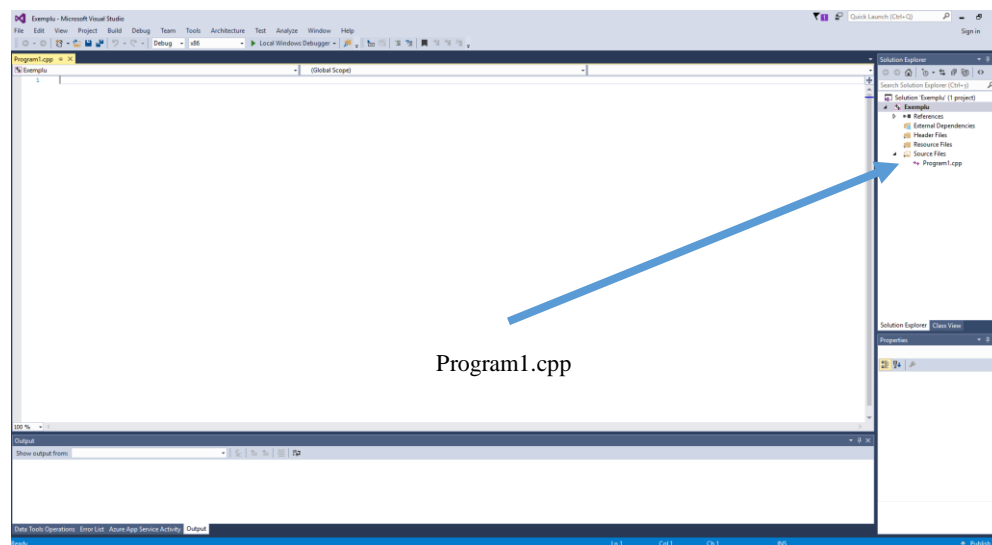 Exemplu - Microsoft Visual Studio
Quick Launch (Ctrl+Q)
File Edit View Project Build Debug Team Tools Architecture Test Analyze Window Help
Sign in
Debug x86 Local Windows Debugger
Program1.cpp
Solution Explorer
Exemplu (Global Scope)
1
Search Solution Explorer (Ctrl+ș)
Solution 'Exemplu' (1 project)
Exemplu
References
External Dependencies
Header Files
Resource Files
Source Files
Program1.cpp
Program1.cpp
Solution Explorer Class View
Properties
100 %
Output
Show output from:
Data Tools Operations Error List Azure App Service Activity Output
Ready Ln 1 Col 1 Ch 1 INS Publish